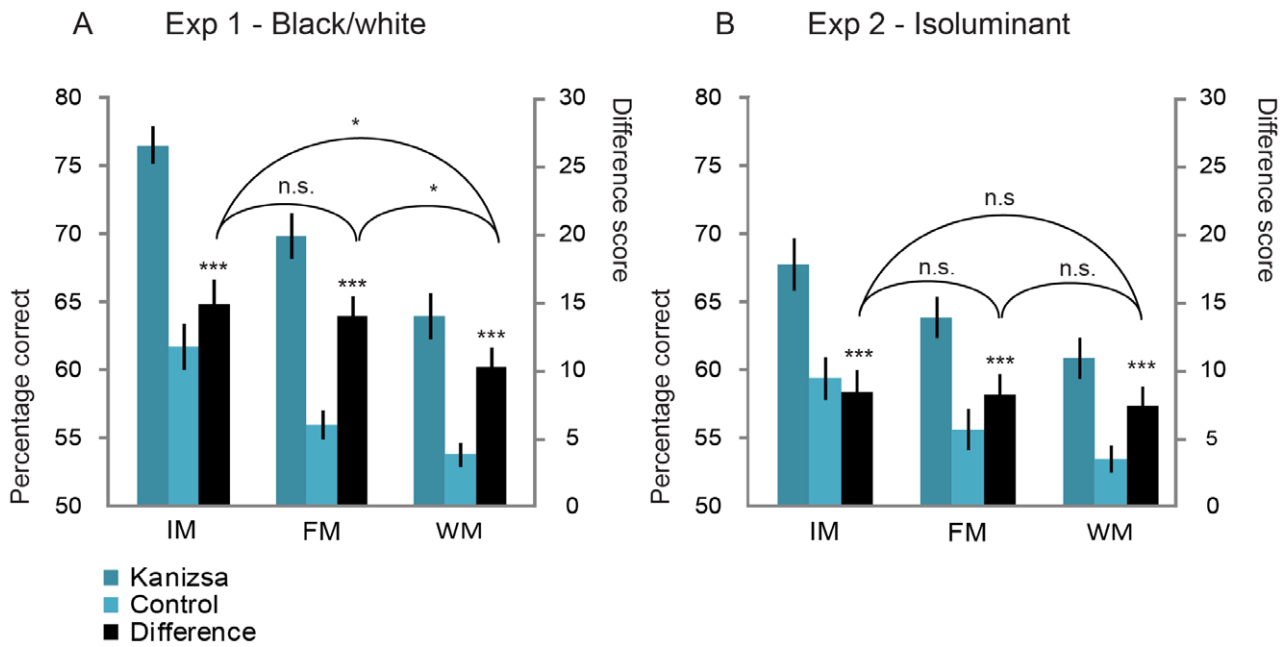 A Exp 1 - Black/white
80
75
70
65
60
55
50
Percentage correct
30
25
20
15
10
5
0
Difference score
*
n.s.
*
***
***
***
IM FM WM
Kanizsa
Control
Difference
B Exp 2 - Isoluminant
80
75
70
65
60
55
50
Percentage correct
30
25
20
15
10
5
0
Difference score
n.s
n.s.
n.s.
***
***
***
IM FM WM